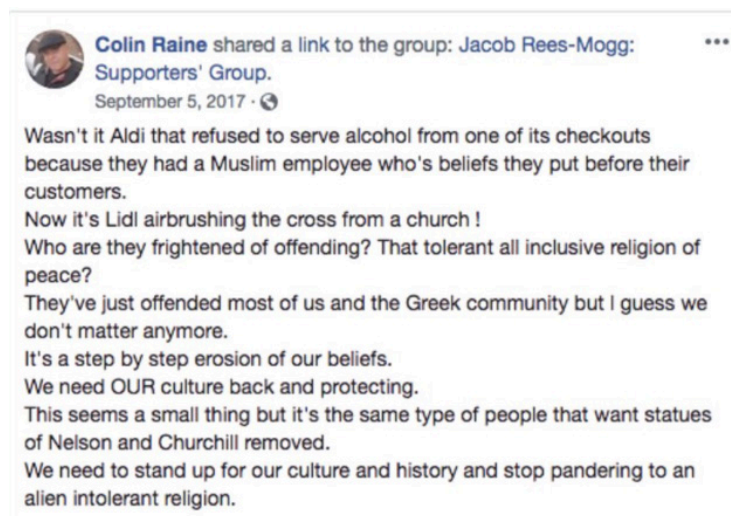 Colin Raine shared a link to the group: Jacob Rees-Mogg:
Supporters' Group.
September 5, 2017 ·
Wasn't it Aldi that refused to serve alcohol from one of its checkouts
because they had a Muslim employee who's beliefs they put before their
customers.
Now it's Lidl airbrushing the cross from a church !
Who are they frightened of offending? That tolerant all inclusive religion of
peace?
They've just offended most of us and the Greek community but I guess we
don't matter anymore.
It's a step by step erosion of our beliefs.
We need OUR culture back and protecting.
This seems a small thing but it's the same type of people that want statues
of Nelson and Churchill removed.
We need to stand up for our culture and history and stop pandering to an
alien intolerant religion.